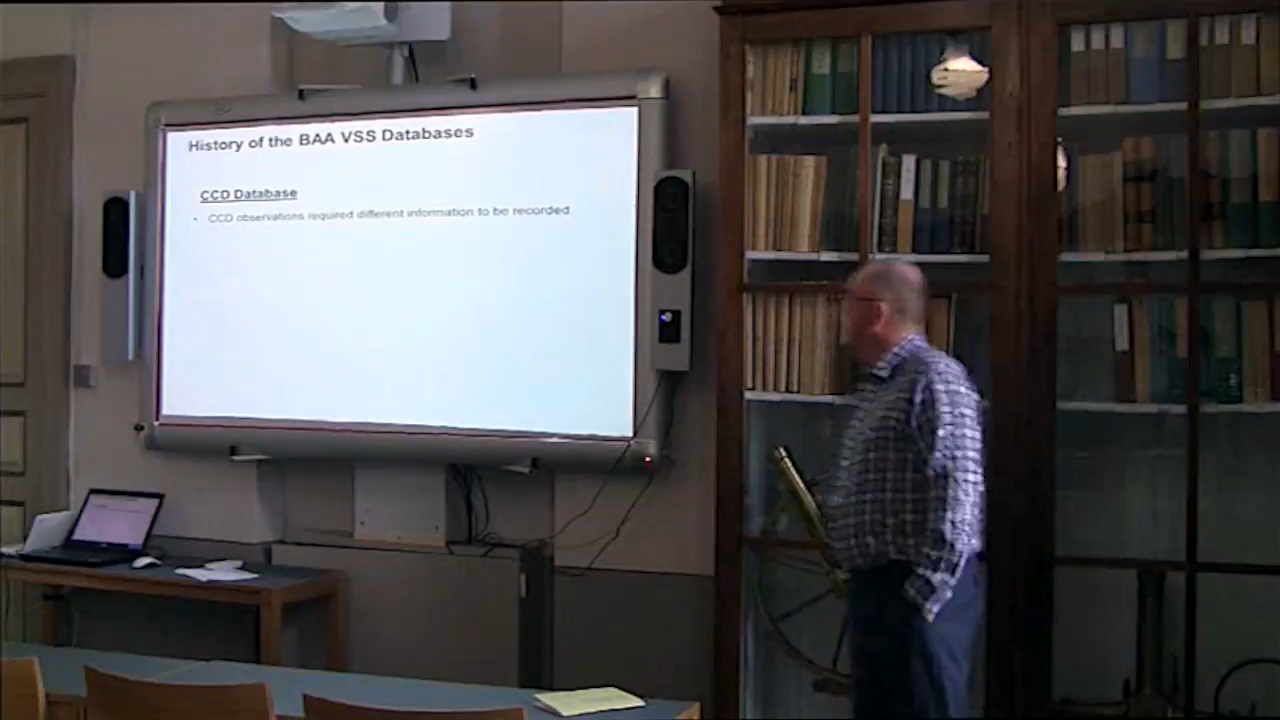 History of the BAA VSS Databases
CCD Database
• CCD observations required different information to be recorded